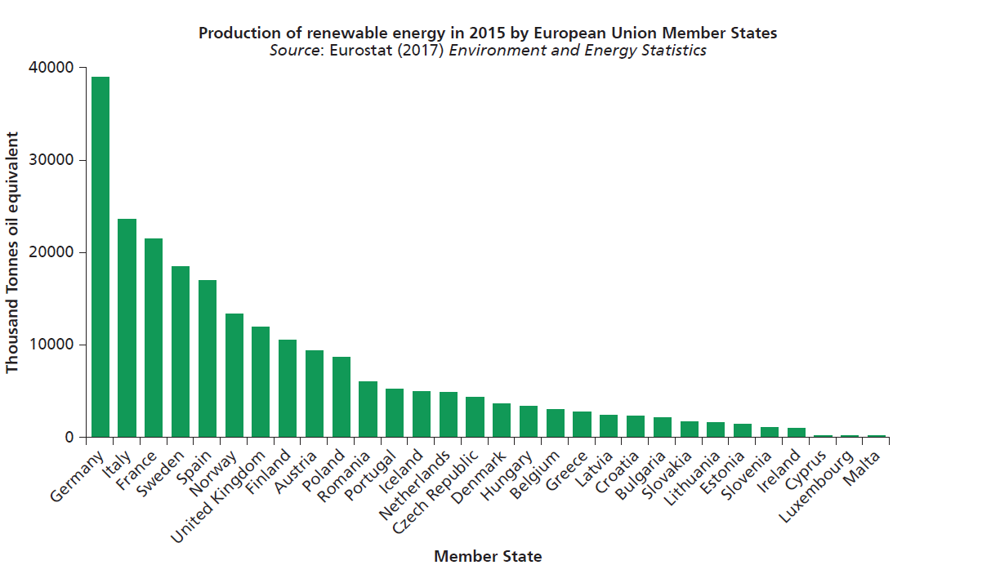 Production of renewable energy in 2015 by European Union Member States
Source: Eurostat (2017) Environment and Energy Statistics
Thousand Tonnes oil equivalent
40000
30000
20000
10000
0
Germany
Italy
France
Sweden
Spain
Norway
United Kingdom
Finland
Austria
Poland
Romania
Portugal
Iceland
Netherlands
Czech Republic
Denmark
Hungary
Belgium
Greece
Latvia
Croatia
Bulgaria
Slovakia
Lithuania
Estonia
Slovenia
Ireland
Cyprus
Luxembourg
Malta
Member State